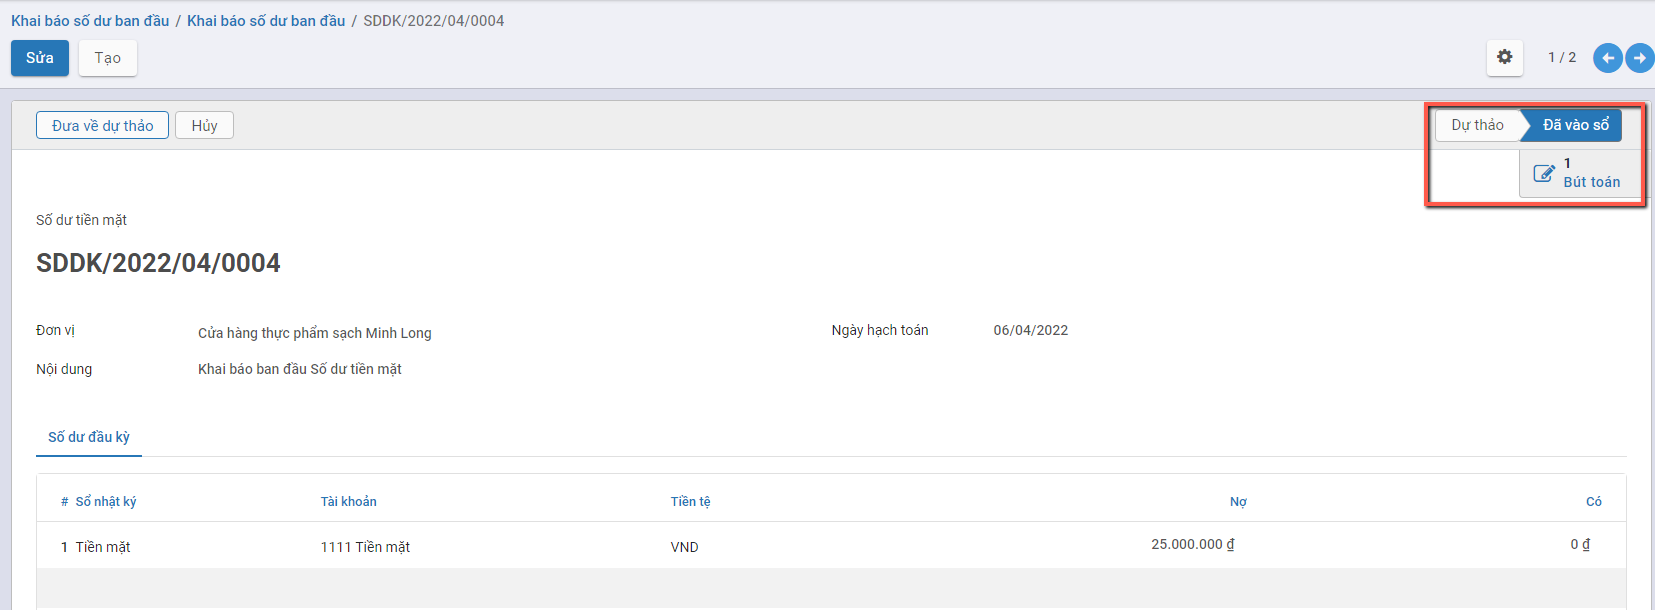 Khai báo số dư ban đầu / Khai báo số dư ban đầu / SDDK/2022/04/0004
Sửa Tạo 1 / 2
Đưa về dự thảo Hủy Dự thảo Đã vào sổ
1
Bút toán
Số dư tiền mặt
SDDK/2022/04/0004
Đơn vị Cửa hàng thực phẩm sạch Minh Long Ngày hạch toán 06/04/2022
Nội dung Khai báo ban đầu Số dư tiền mặt
Số dư đầu kỳ
# Sổ nhật ký Tài khoản Tiền tệ Nợ Có
1 Tiền mặt 1111 Tiền mặt VND 25.000.000 ₫ 0 ₫